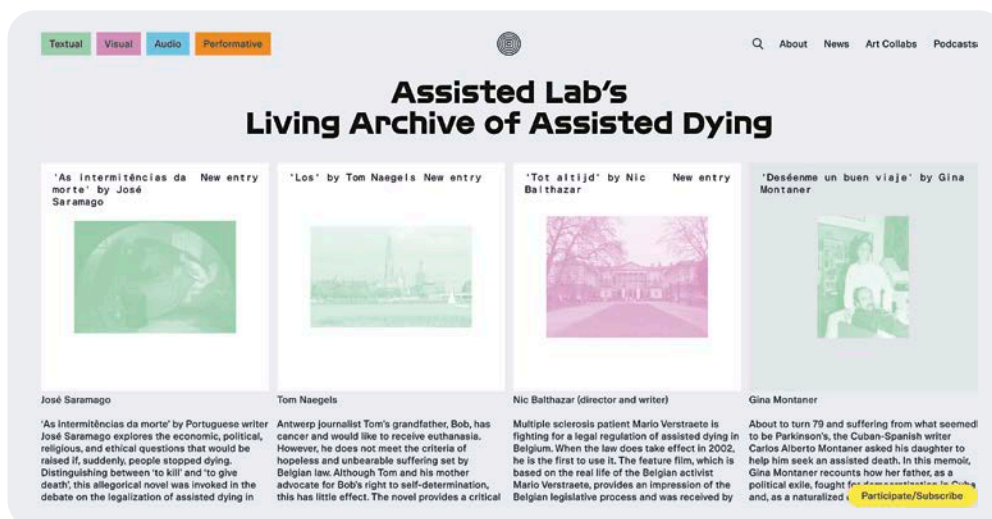 Textual Visual Audio Performative About News Art Collabs Podcasts
Assisted Lab's
Living Archive of Assisted Dying
'As intermitências da New entry
morte' by José
Saramago
'Los' by Tom Naegels New entry
'Tot altijd' by Nic New entry
Balthazar
'Deséenme un buen viaje' by Gina
Montaner
José Saramago
'As Intermitências da morte' by Portuguese writer
José Saramago explores the economic, political,
religious, and ethical questions that would be
raised if, suddenly, people stopped dying.
Distinguishing between 'to kill' and 'to give
death', this allegorical novel was invoked in the
debate on the legalization of assisted dying in
Tom Naegels
Antwerp journalist Tom's grandfather, Bob, has
cancer and would like to receive euthanasia.
However, he does not meet the criteria of
hopeless and unbearable suffering set by
Belgian law. Although Tom and his mother
advocate for Bob's right to self-determination,
this has little effect. The novel provides a critical
Nic Balthazar (director and writer)
Multiple sclerosis patient Mario Verstraete is
fighting for a legal regulation of assisted dying in
Belgium. When the law does take effect in 2002,
he is the first to use it. The feature film, which is
based on the real life of the Belgian activist
Mario Verstraete, provides an impression of the
Belgian legislative process and was received by
Gina Montaner
About to turn 79 and suffering from what seemed
to be Parkinson's, the Cuban-Spanish writer
Carlos Alberto Montaner asked his daughter to
help him seek an assisted death. In this memoir,
Gina Montaner recounts how her father, as a
political exile, fought for
and, as a naturalized
Participate/Subscribe